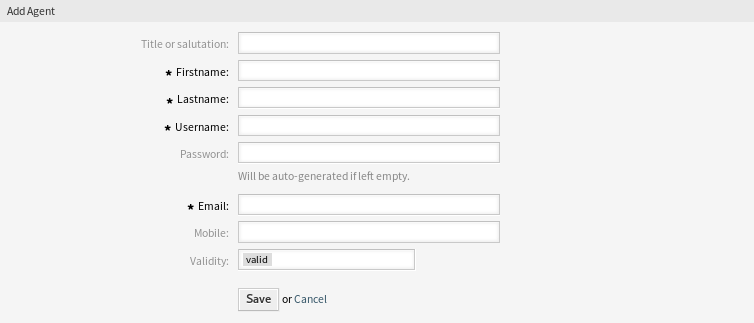 Add Agent
Title or salutation:
★ Firstname:
★ Lastname:
★ Username:
Password:
Will be auto-generated if left empty.
★ Email:
Mobile:
Validity: valid
Save or Cancel